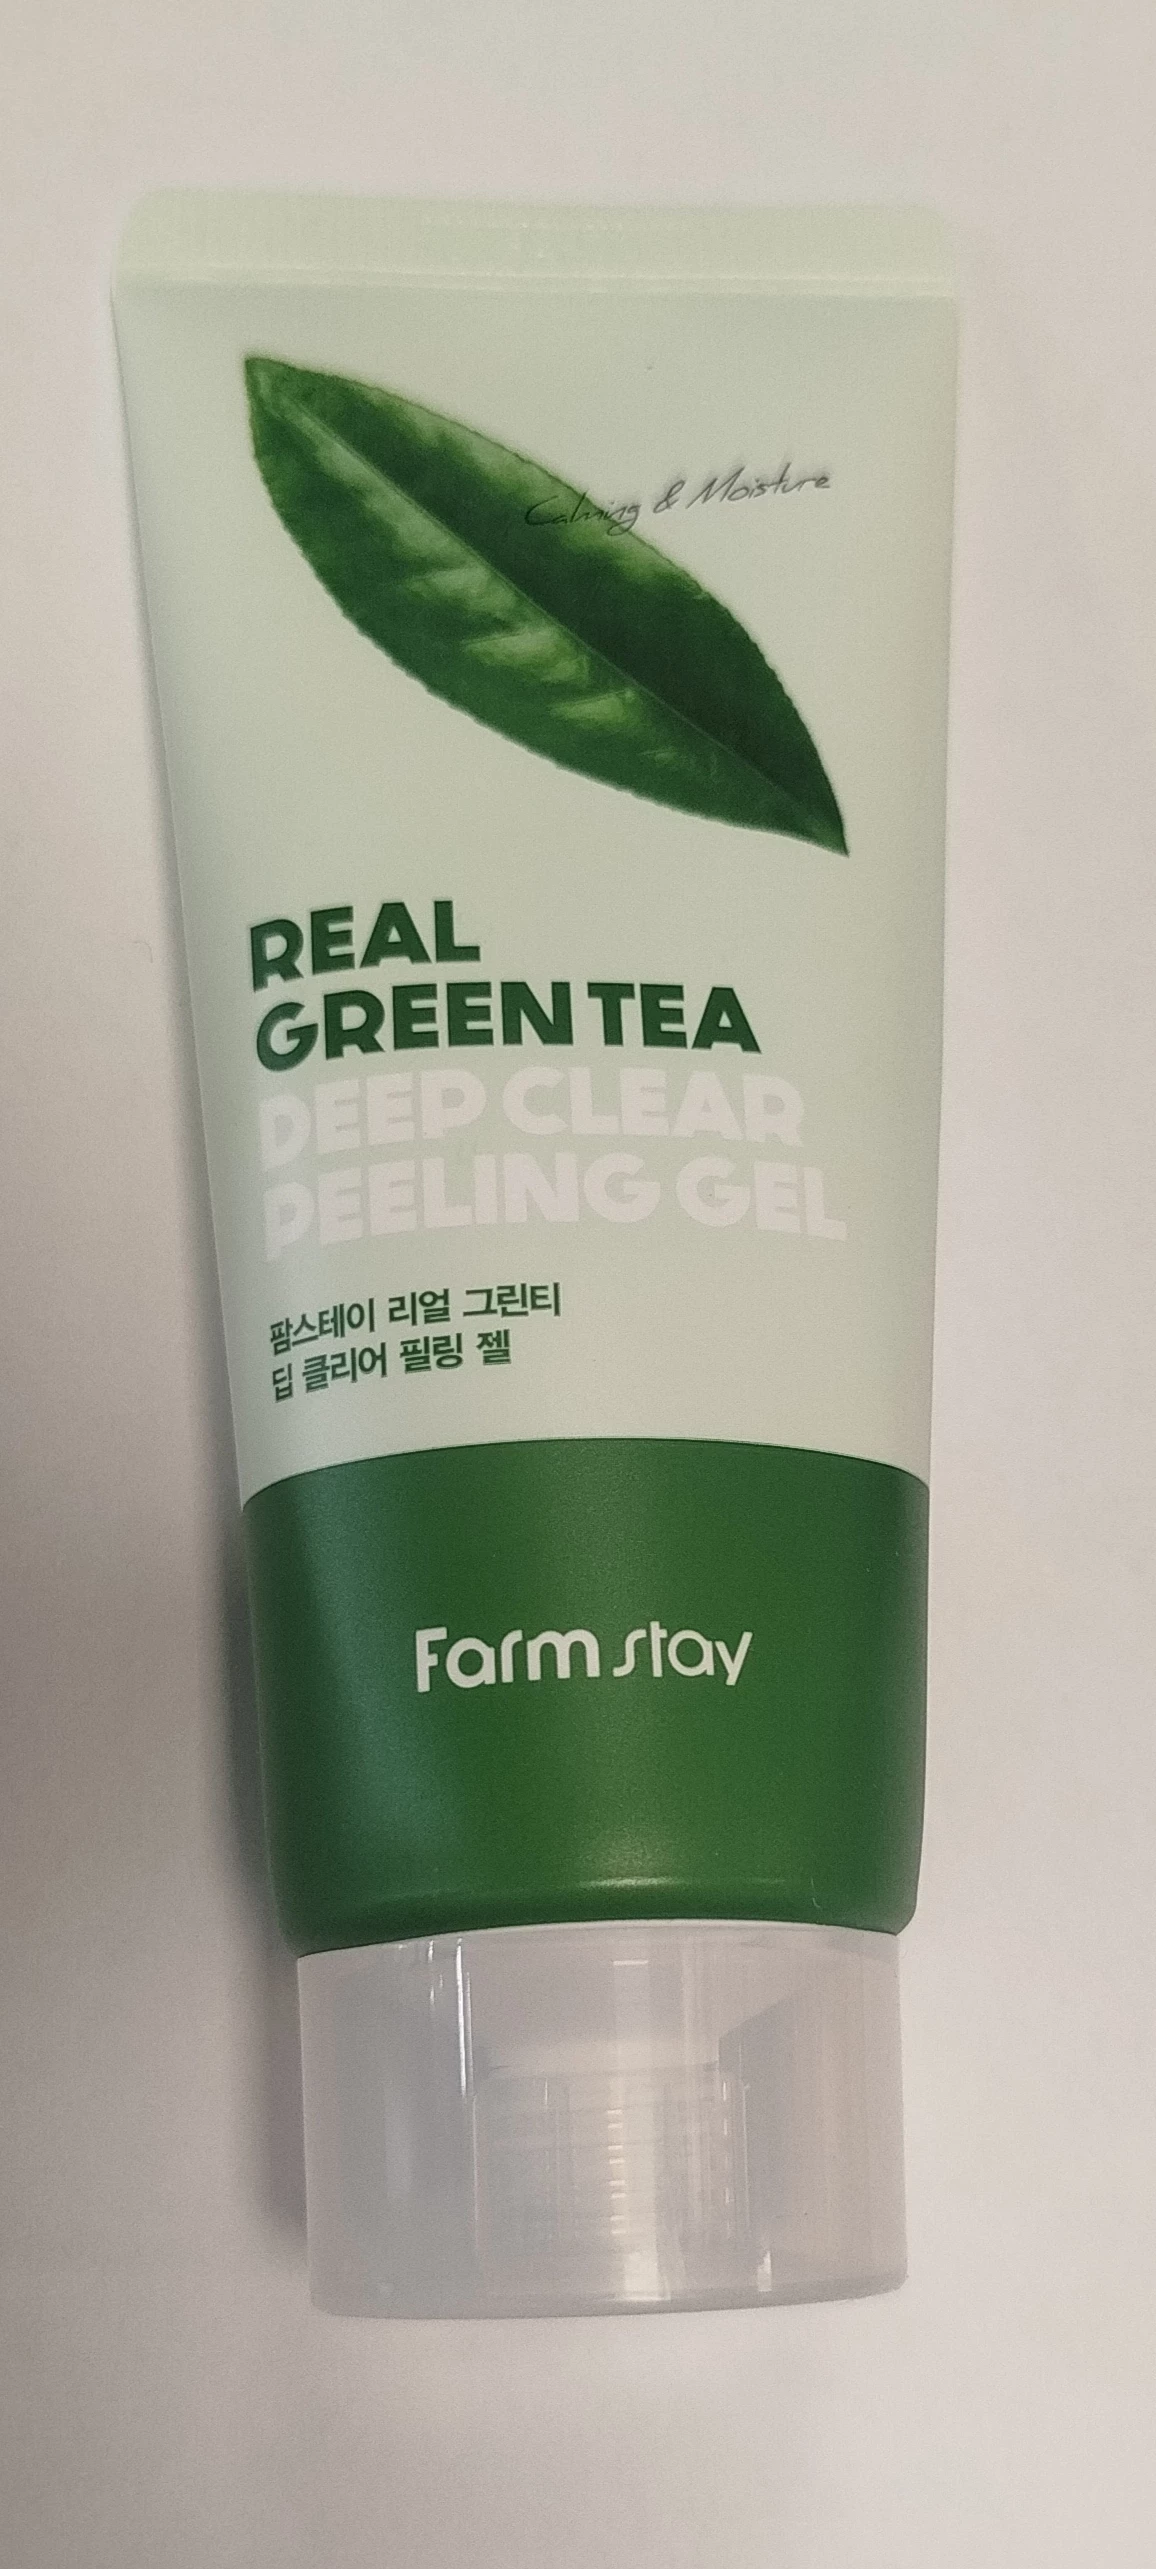 Calming & Moisture
REAL
GREEN TEA
DEEP CLEAR
PEELING GEL
팜스테이 리얼 그린티
딥 클리어 필링 젤
Farm stay